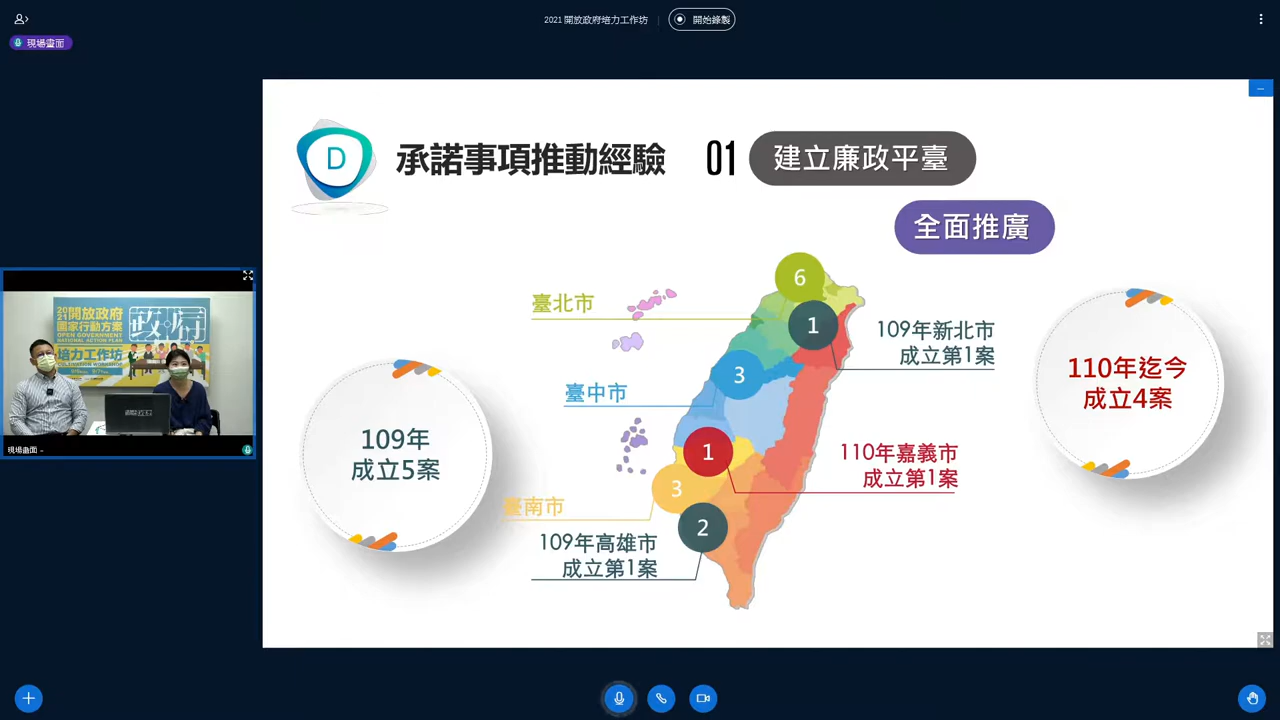 2021 開放政府培力工作坊
開始錄製
現場畫面
D
承諾事項推動經驗
01
建立廉政平臺
全面推廣
6
臺北市
1
109年新北市
成立第1案
3
臺中市
110年迄今
成立4案
1
110年嘉義市
成立第1案
109年
成立5案
3
臺南市
2
109年高雄市
成立第1案
2021開放政府
國家行動方案
OPEN GOVERNMENT
NATIONAL ACTION PLAN
培力工作坊
政府
現場畫面